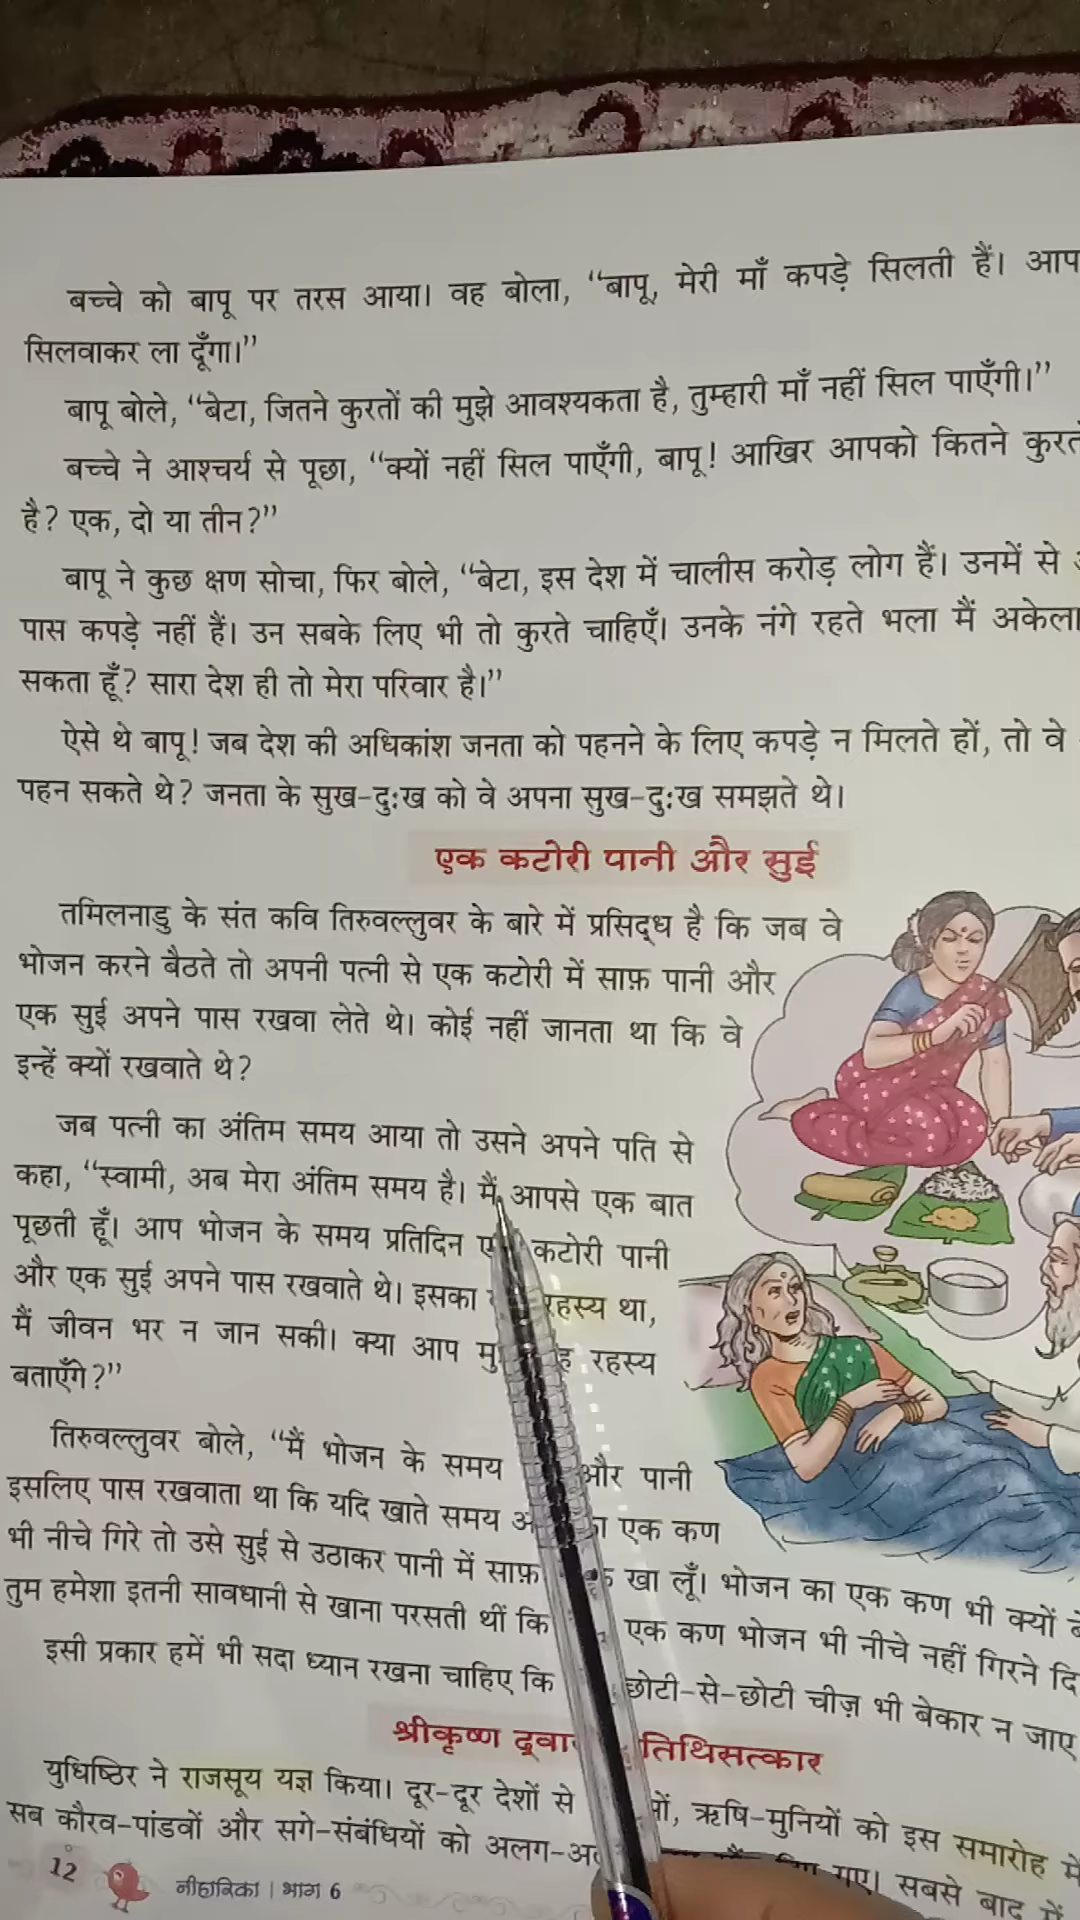 बच्चे को बापू पर तरस आया। वह बोला, “बापू, मेरी माँ कपड़े सिलती हैं। आप
सिलवाकर ला दूँगा।”
बापू बोले, “बेटा, जितने कुरतों की मुझे आवश्यकता है, तुम्हारी माँ नहीं सिल पाएँगी।”
बच्चे ने आश्चर्य से पूछा, “क्यों नहीं सिल पाएँगी, बापू! आखिर आपको कितने
है? एक, दो या तीन?”
बापू ने कुछ क्षण सोचा, फिर बोले, “बेटा, इस देश में चालीस करोड़ लोग हैं। उनमें से
पास कपड़े नहीं हैं। उन सबके लिए भी तो कुरते चाहिएँ। उनके नंगे रहते भला मैं अकेला
सकता हूँ? सारा देश ही तो मेरा परिवार है।”
ऐसे थे बापू! जब देश की अधिकांश जनता को पहनने के लिए कपड़े न मिलते हों, तो वे
पहन सकते थे? जनता के सुख-दुःख को वे अपना सुख-दुःख समझते थे।
एक कटोरी पानी और सुई
तमिलनाडु के संत कवि तिरुवल्लुवर के बारे में प्रसिद्ध है कि जब वे
भोजन करने बैठते तो अपनी पत्नी से एक कटोरी में साफ़ पानी और
एक सुई अपने पास रखवा लेते थे। कोई नहीं जानता था कि वे
इन्हें क्यों रखवाते थे?
जब पत्नी का अंतिम समय आया तो उसने अपने पति से
कहा, “स्वामी, अब मेरा अंतिम समय है। मैं आपसे एक बात
पूछती हूँ। आप भोजन के समय प्रतिदिन कटोरी पानी
और एक सुई अपने पास रखवाते थे। इसका रहस्य था,
मैं जीवन भर न जान सकी। क्या आप रहस्य
बताएँगे?”
तिरुवल्लुवर बोले, “मैं भोजन के समय और पानी
इसलिए पास रखवाता था कि यदि खाते समय एक कण
भी नीचे गिरे तो उसे सुई से उठाकर पानी में साफ़ खा लूँ। भोजन का एक कण भी क्यों
तुम हमेशा इतनी सावधानी से खाना परसती थीं कि एक कण भोजन भी नीचे नहीं गिरने
इसी प्रकार हमें भी सदा ध्यान रखना चाहिए कि छोटी-से-छोटी चीज़ भी बेकार न जाए
श्रीकृष्ण
युधिष्ठिर ने राजसूय यज्ञ किया। दूर-दूर देशों से ऋषि-मुनियों को इस समारोह
सब कौरव-पांडवों और सगे-संबंधियों को गए। सबसे बाद में
12 नीहारिका | भाग 6